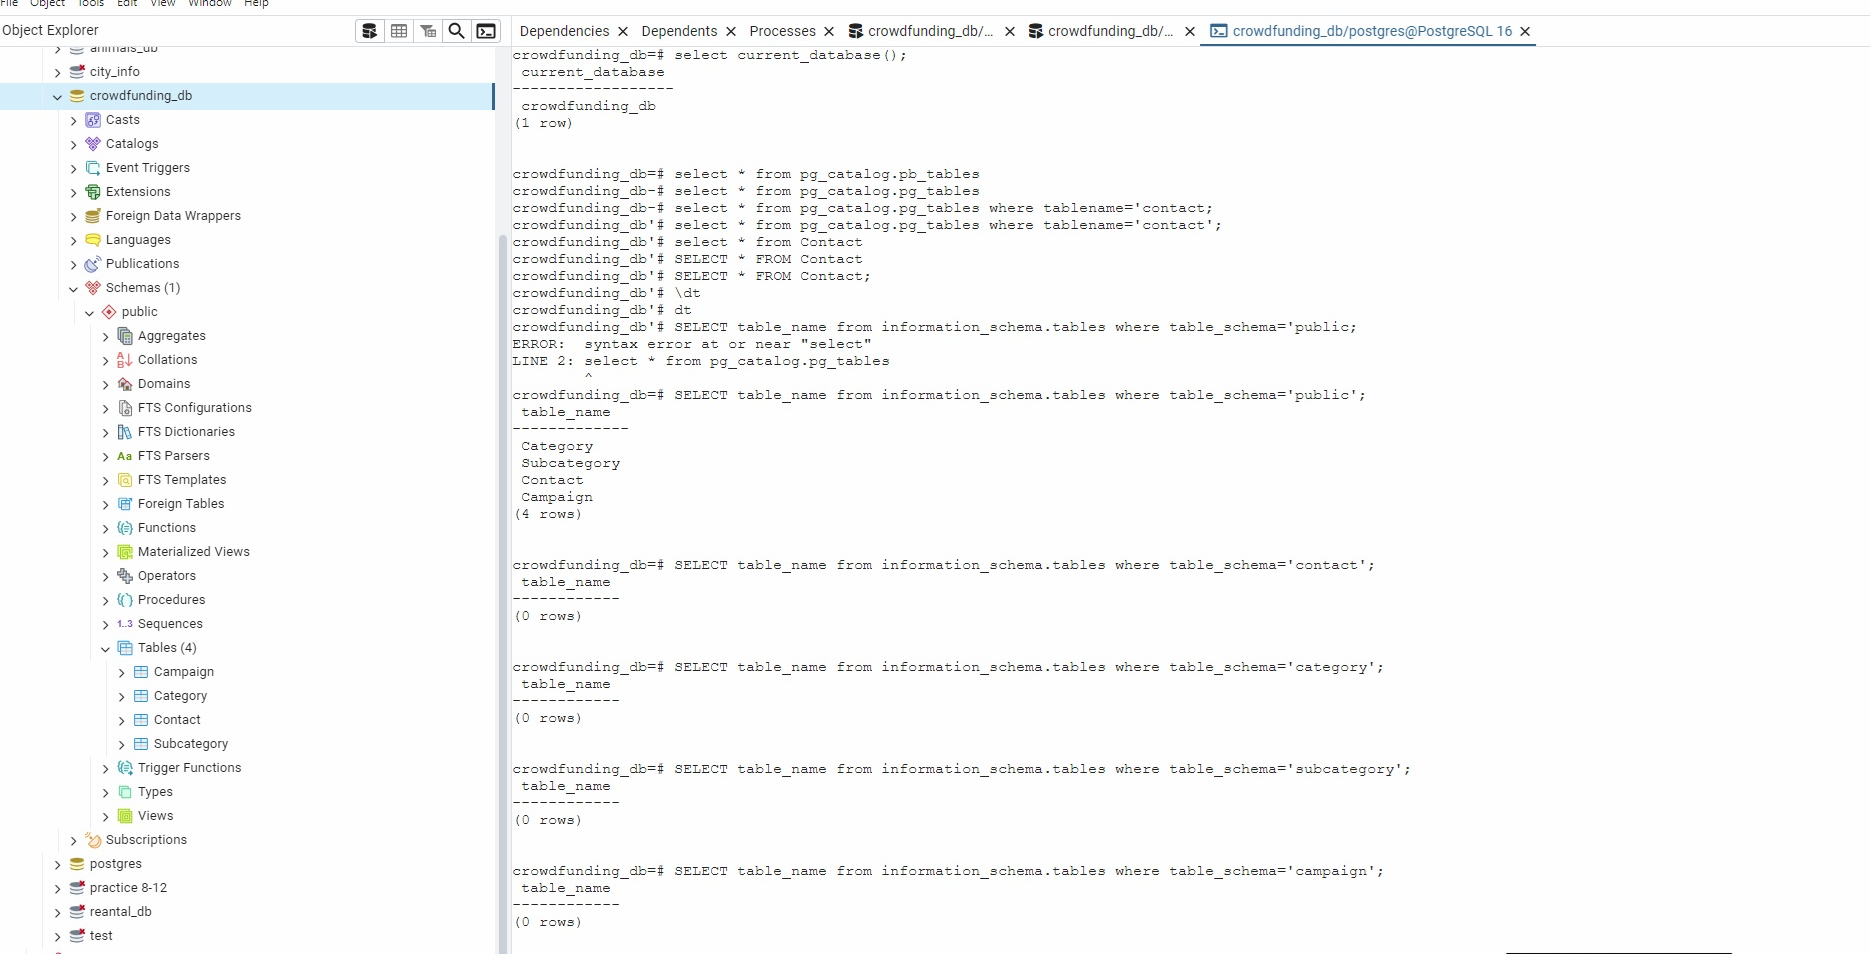 File Object Tools Edit View Window Help
Object Explorer
animals_db
city_info
crowdfunding_db
Casts
Catalogs
Event Triggers
Extensions
Foreign Data Wrappers
Languages
Publications
Schemas (1)
public
Aggregates
Collations
Domains
FTS Configurations
FTS Dictionaries
Aa FTS Parsers
FTS Templates
Foreign Tables
Functions
Materialized Views
Operators
Procedures
1..3 Sequences
Tables (4)
Campaign
Category
Contact
Subcategory
Trigger Functions
Types
Views
Subscriptions
postgres
practice 8-12
reantal_db
test
Dependencies Dependents Processes crowdfunding_db/... crowdfunding_db/... crowdfunding_db/postgres@PostgreSQL 16
crowdfunding_db=# select current_database();
current_database
------------------
crowdfunding_db
(1 row)
crowdfunding_db=# select * from pg_catalog.pb_tables
crowdfunding_db-# select * from pg_catalog.pg_tables
crowdfunding_db-# select * from pg_catalog.pg_tables where tablename='contact;
crowdfunding_db'# select * from pg_catalog.pg_tables where tablename='contact';
crowdfunding_db'# select * from Contact
crowdfunding_db'# SELECT * FROM Contact
crowdfunding_db'# SELECT * FROM Contact;
crowdfunding_db'# \dt
crowdfunding_db'# dt
crowdfunding_db'# SELECT table_name from information_schema.tables where table_schema='public;
ERROR: syntax error at or near "select"
LINE 2: select * from pg_catalog.pg_tables
^
crowdfunding_db=# SELECT table_name from information_schema.tables where table_schema='public';
table_name
-------------
Category
Subcategory
Contact
Campaign
(4 rows)
crowdfunding_db=# SELECT table_name from information_schema.tables where table_schema='contact';
table_name
------------
(0 rows)
crowdfunding_db=# SELECT table_name from information_schema.tables where table_schema='category';
table_name
------------
(0 rows)
crowdfunding_db=# SELECT table_name from information_schema.tables where table_schema='subcategory';
table_name
------------
(0 rows)
crowdfunding_db=# SELECT table_name from information_schema.tables where table_schema='campaign';
table_name
------------
(0 rows)